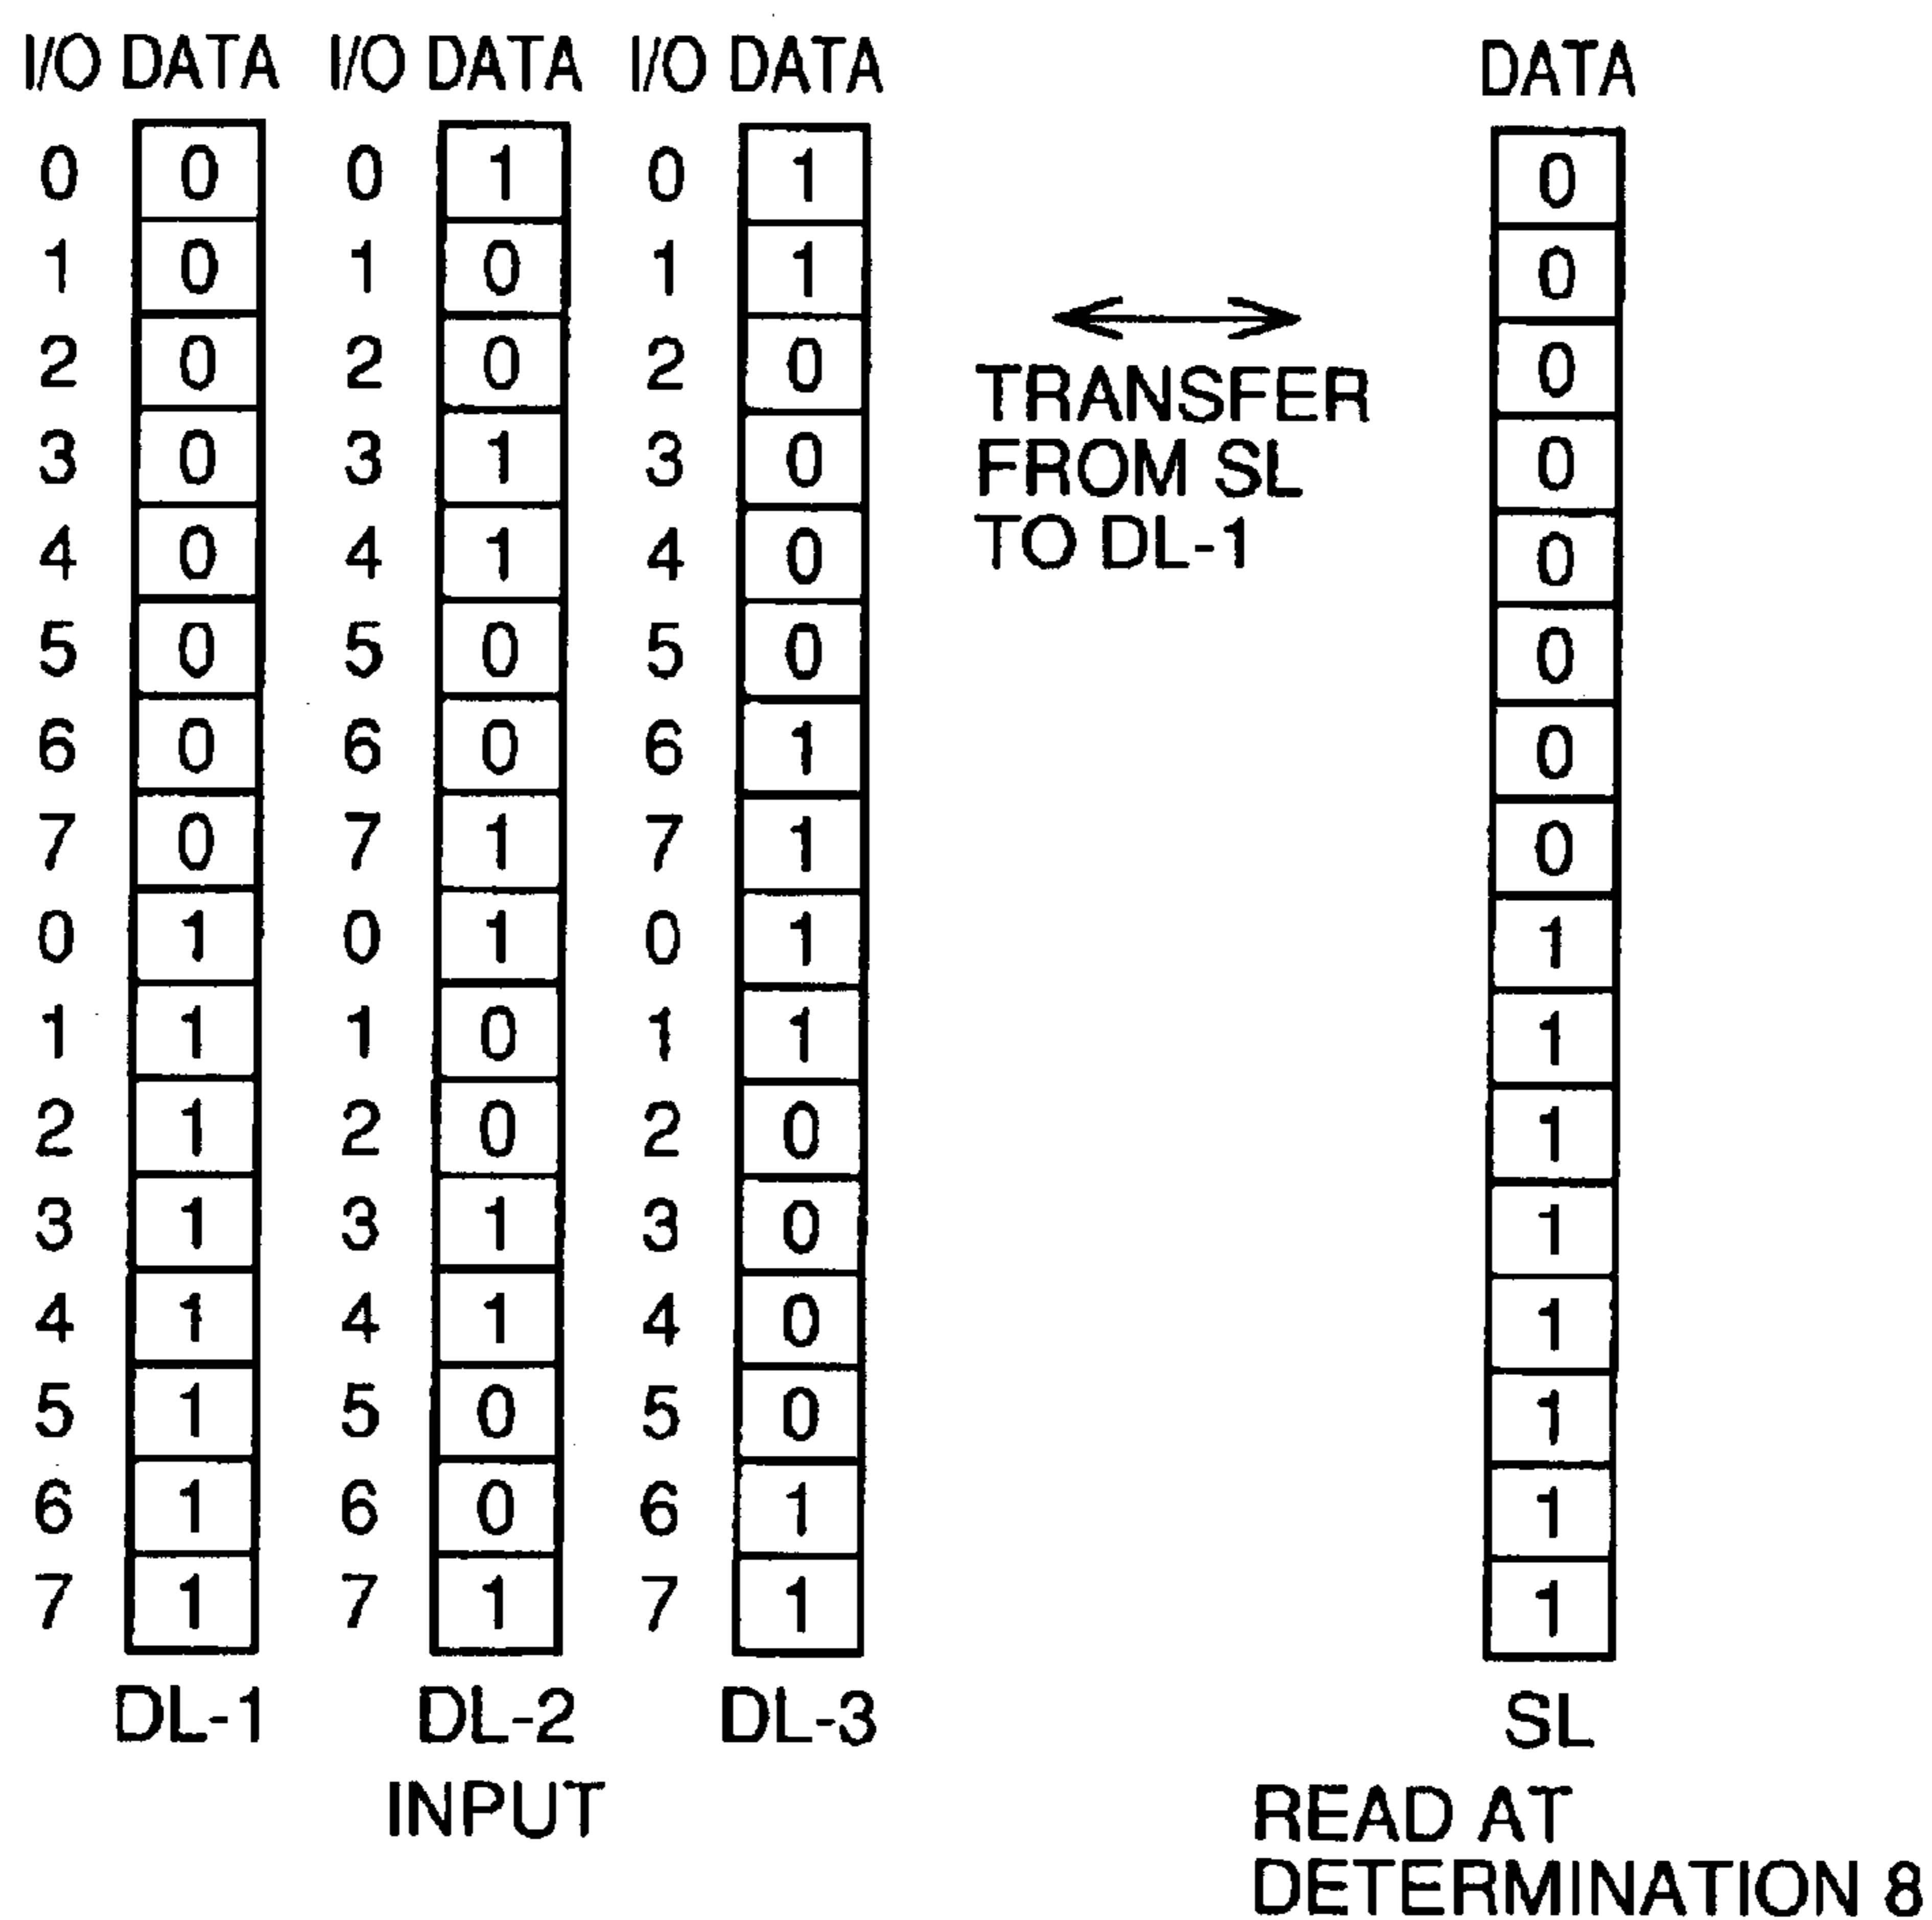 I/O DATA I/O DATA I/O DATA DATA
0 0 0 1 0 1 0
1 0 1 0 1 1 0
2 0 2 0 2 0 0
3 0 3 1 3 0 0
4 0 4 1 4 0 0
5 0 5 0 5 0 0
6 0 6 0 6 1 0
7 0 7 1 7 1 0
0 1 0 1 0 1 1
1 1 1 0 1 1 1
2 1 2 0 2 0 1
3 1 3 1 3 0 1
4 1 4 1 4 0 1
5 1 5 0 5 0 1
6 1 6 0 6 1 1
7 1 7 1 7 1 1
TRANSFER
FROM SL
TO DL-1
DL-1 DL-2 DL-3 SL
INPUT
READ AT
DETERMINATION 8